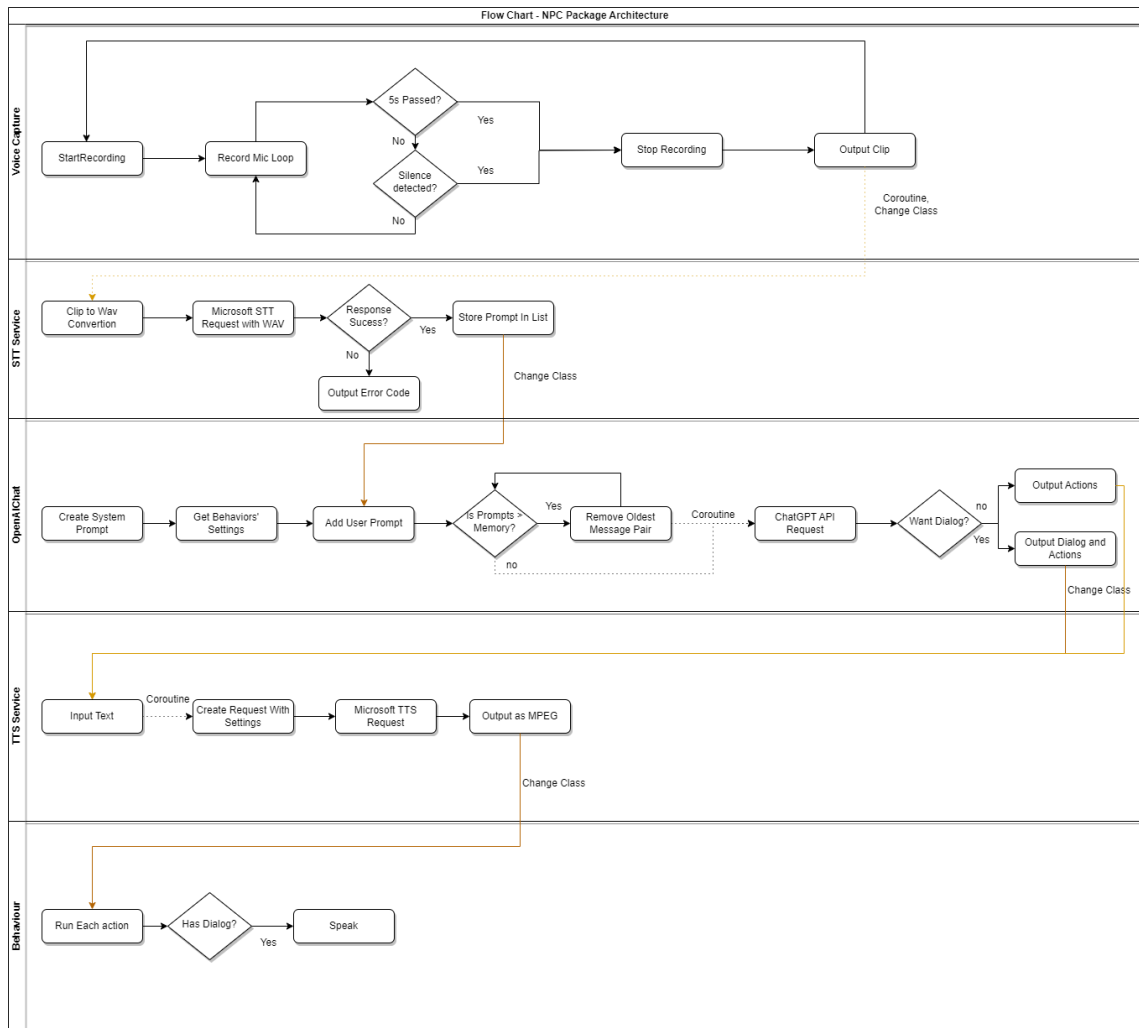 Flow Chart - NPC Package Architecture
Voice Capture
5s Passed?
Yes
No
StartRecording
Record Mic Loop
Silence
detected?
Yes
No
Stop Recording
Output Clip
Coroutine,
Change Class
STT Service
Clip to Wav
Convertion
Microsoft STT
Request with WAV
Response
Sucess?
Yes
No
Store Prompt In List
Output Error Code
Change Class
OpenAIChat
Create System
Prompt
Get Behaviors'
Settings
Add User Prompt
Is Prompts >
Memory?
Yes
no
Remove Oldest
Message Pair
Coroutine
ChatGPT API
Request
Want Dialog?
no
Yes
Output Actions
Output Dialog and
Actions
Change Class
TTS Service
Input Text
Coroutine
Create Request With
Settings
Microsoft TTS
Request
Output as MPEG
Change Class
Behaviour
Run Each action
Has Dialog?
Yes
Speak